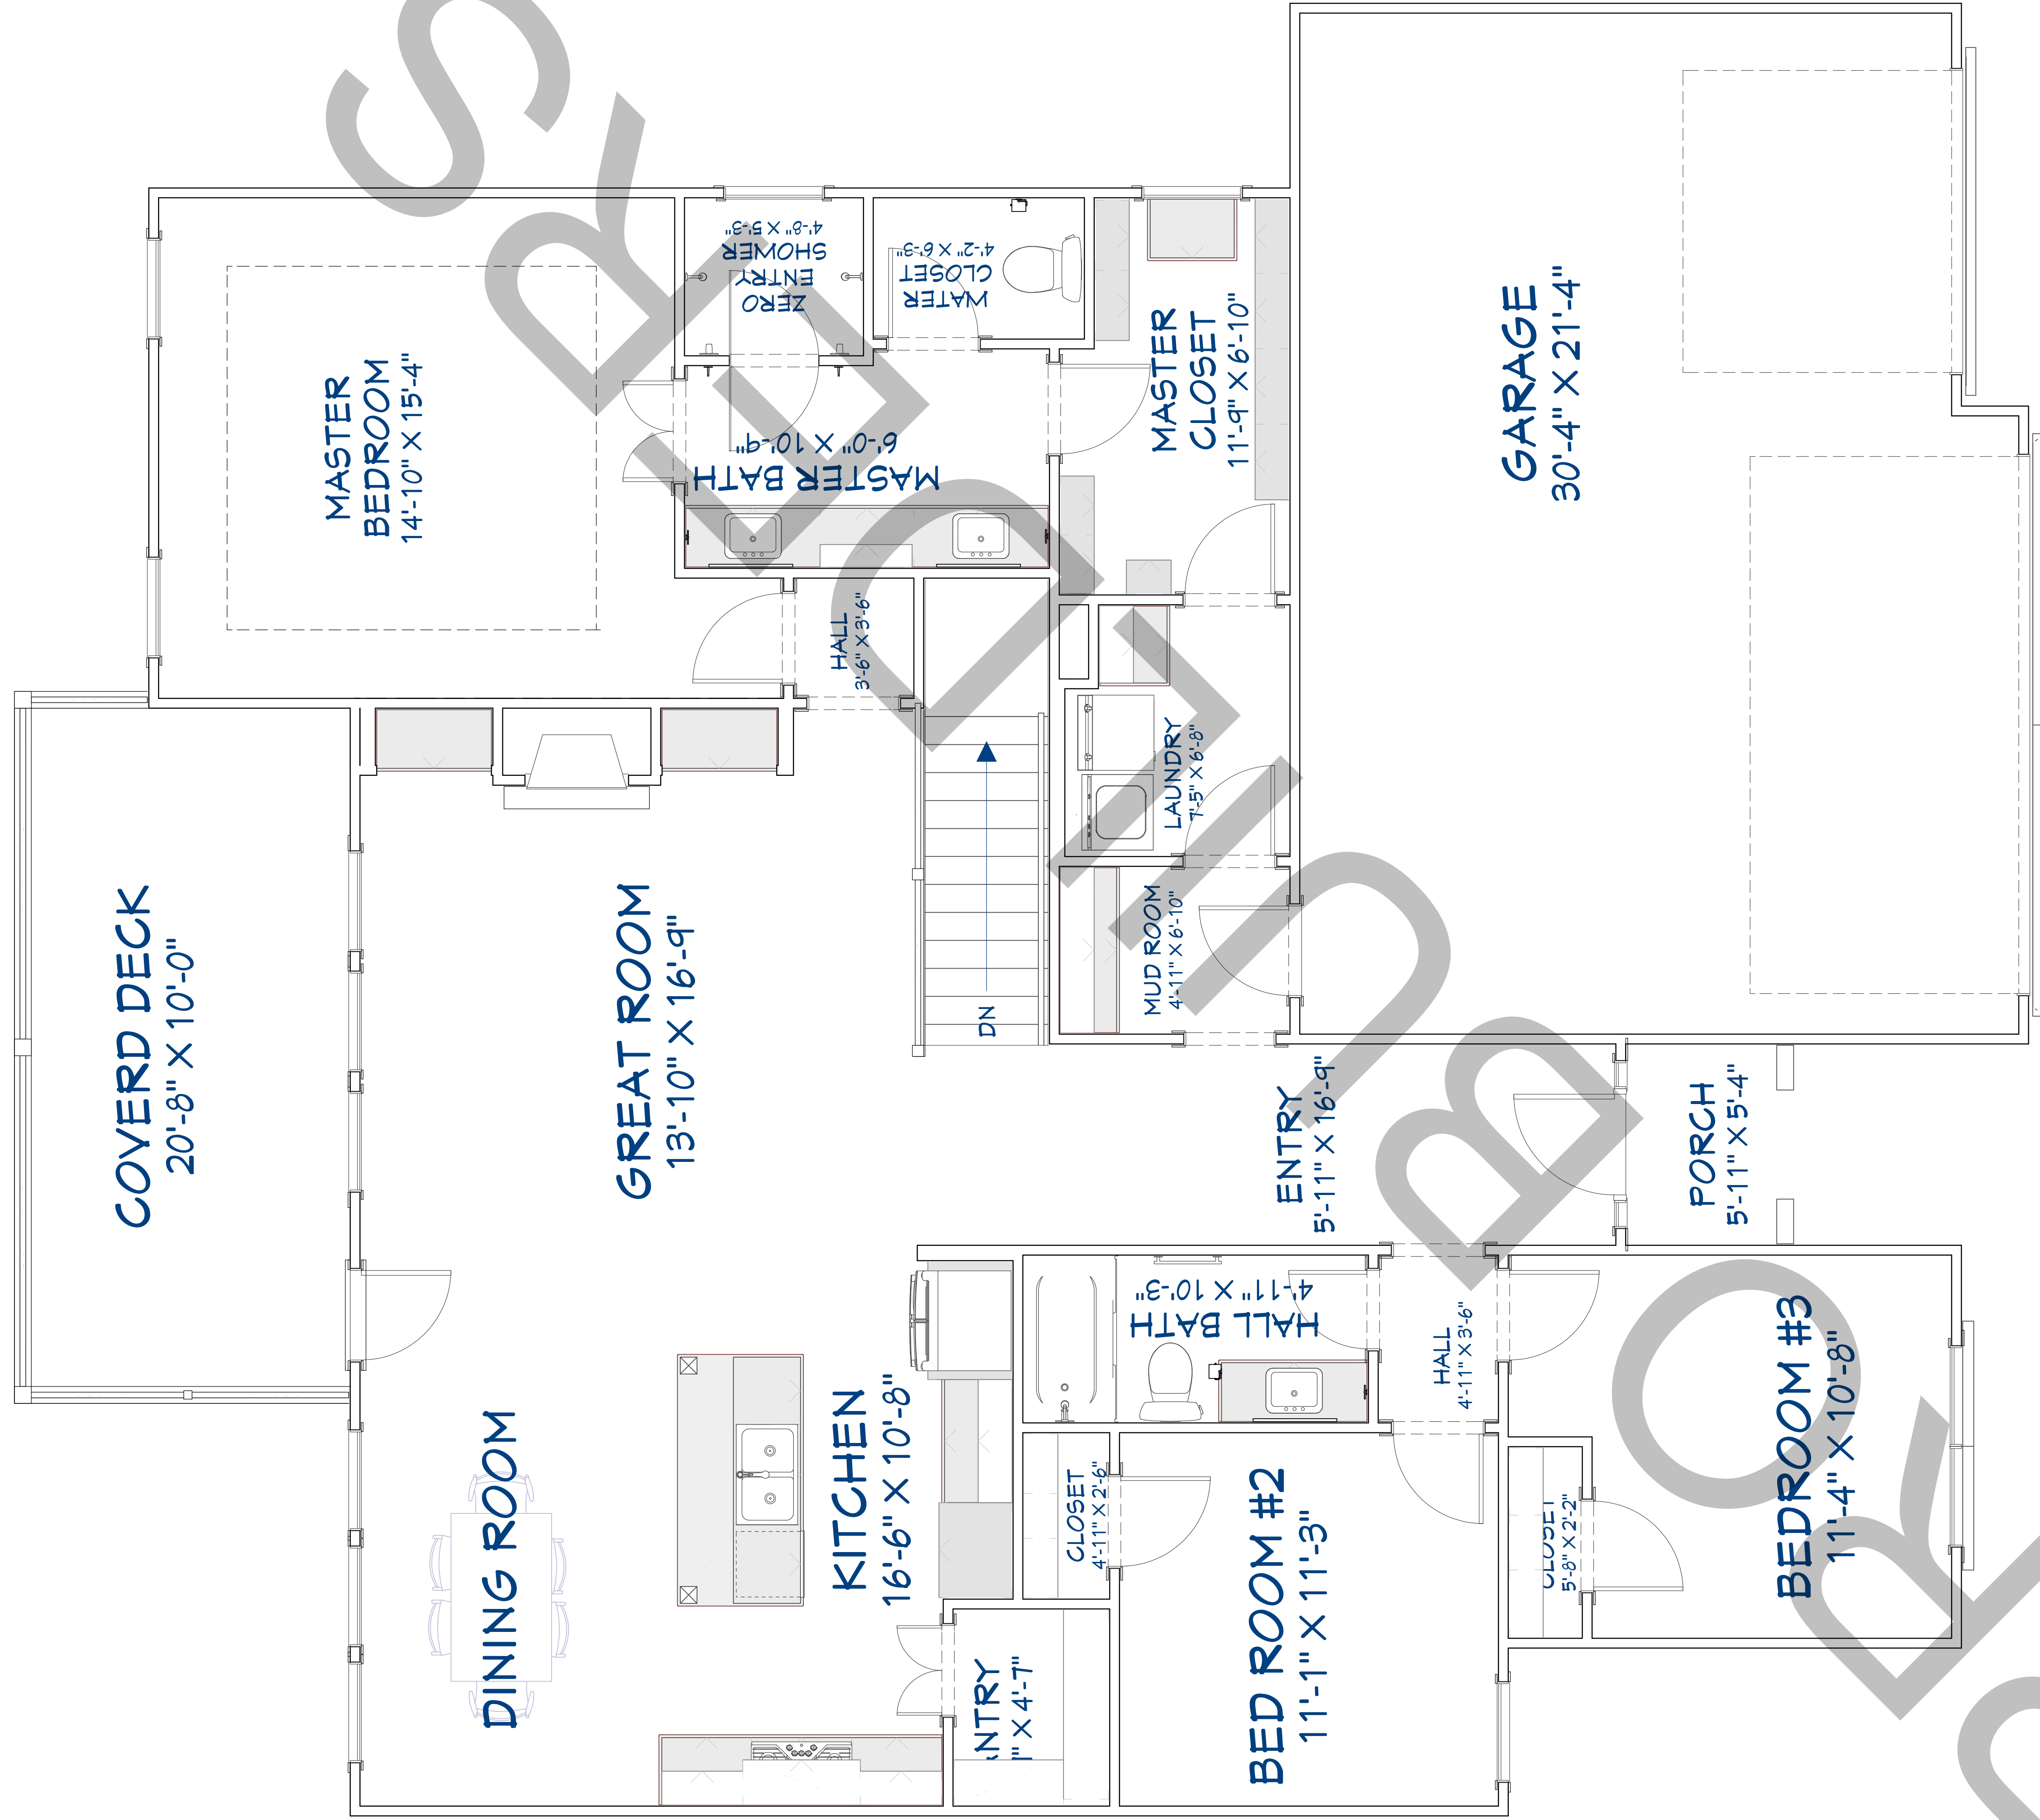 COVERD DECK
20'-8" X 10'-0"
MASTER
BEDROOM
14'-10" X 15'-4"
GREAT ROOM
13'-10" X 16'-9"
DINING ROOM
KITCHEN
16'-6" X 10'-8"
ZERO
ENTRY
SHOWER
4'-8" X 5'-3"
WATER
CLOSET
4'-2" X 6'-3"
MASTER BATH
6'-0" X 10'-9"
HALL
3'-6" X 3'-6"
DN
MASTER
CLOSET
11'-9" X 6'-10"
LAUNDRY
7'-5" X 6'-8"
MUD ROOM
4'-11" X 6'-10"
GARAGE
30'-4" X 21'-4"
ENTRY
5'-11" X 16'-9"
PORCH
5'-11" X 5'-4"
HALL BATH
4'-11" X 10'-3"
HALL
4'-11" X 3'-6"
CLOSET
4'-11" X 2'-6"
NTRY
" X 4'-7"
BED ROOM #2
11'-1" X 11'-3"
CLOSET
5'-8" X 2'-2"
BEDROOM #3
11'-4" X 10'-8"